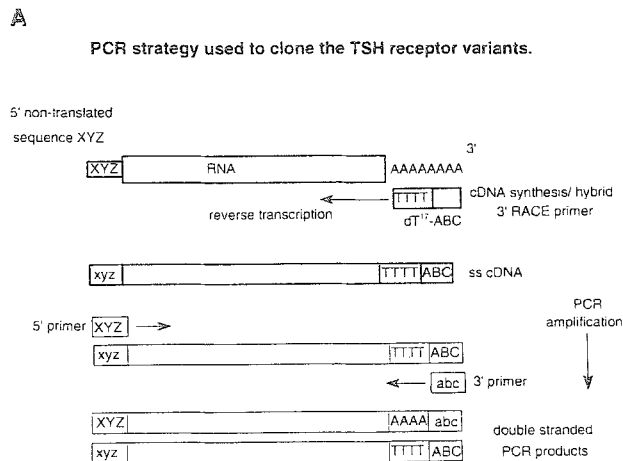 A
PCR strategy used to clone the TSH receptor variants.
5' non-translated
sequence XYZ
3'
XYZ RNA AAAAAAAA
TTTT cDNA synthesis/ hybrid
reverse transcription 3' RACE primer
dT17-ABC
xyz TTTT ABC ss cDNA
PCR
amplification
5' primer XYZ
xyz TTTT ABC
abc 3' primer
XYZ AAAA abc
double stranded
xyz TTTT ABC PCR products